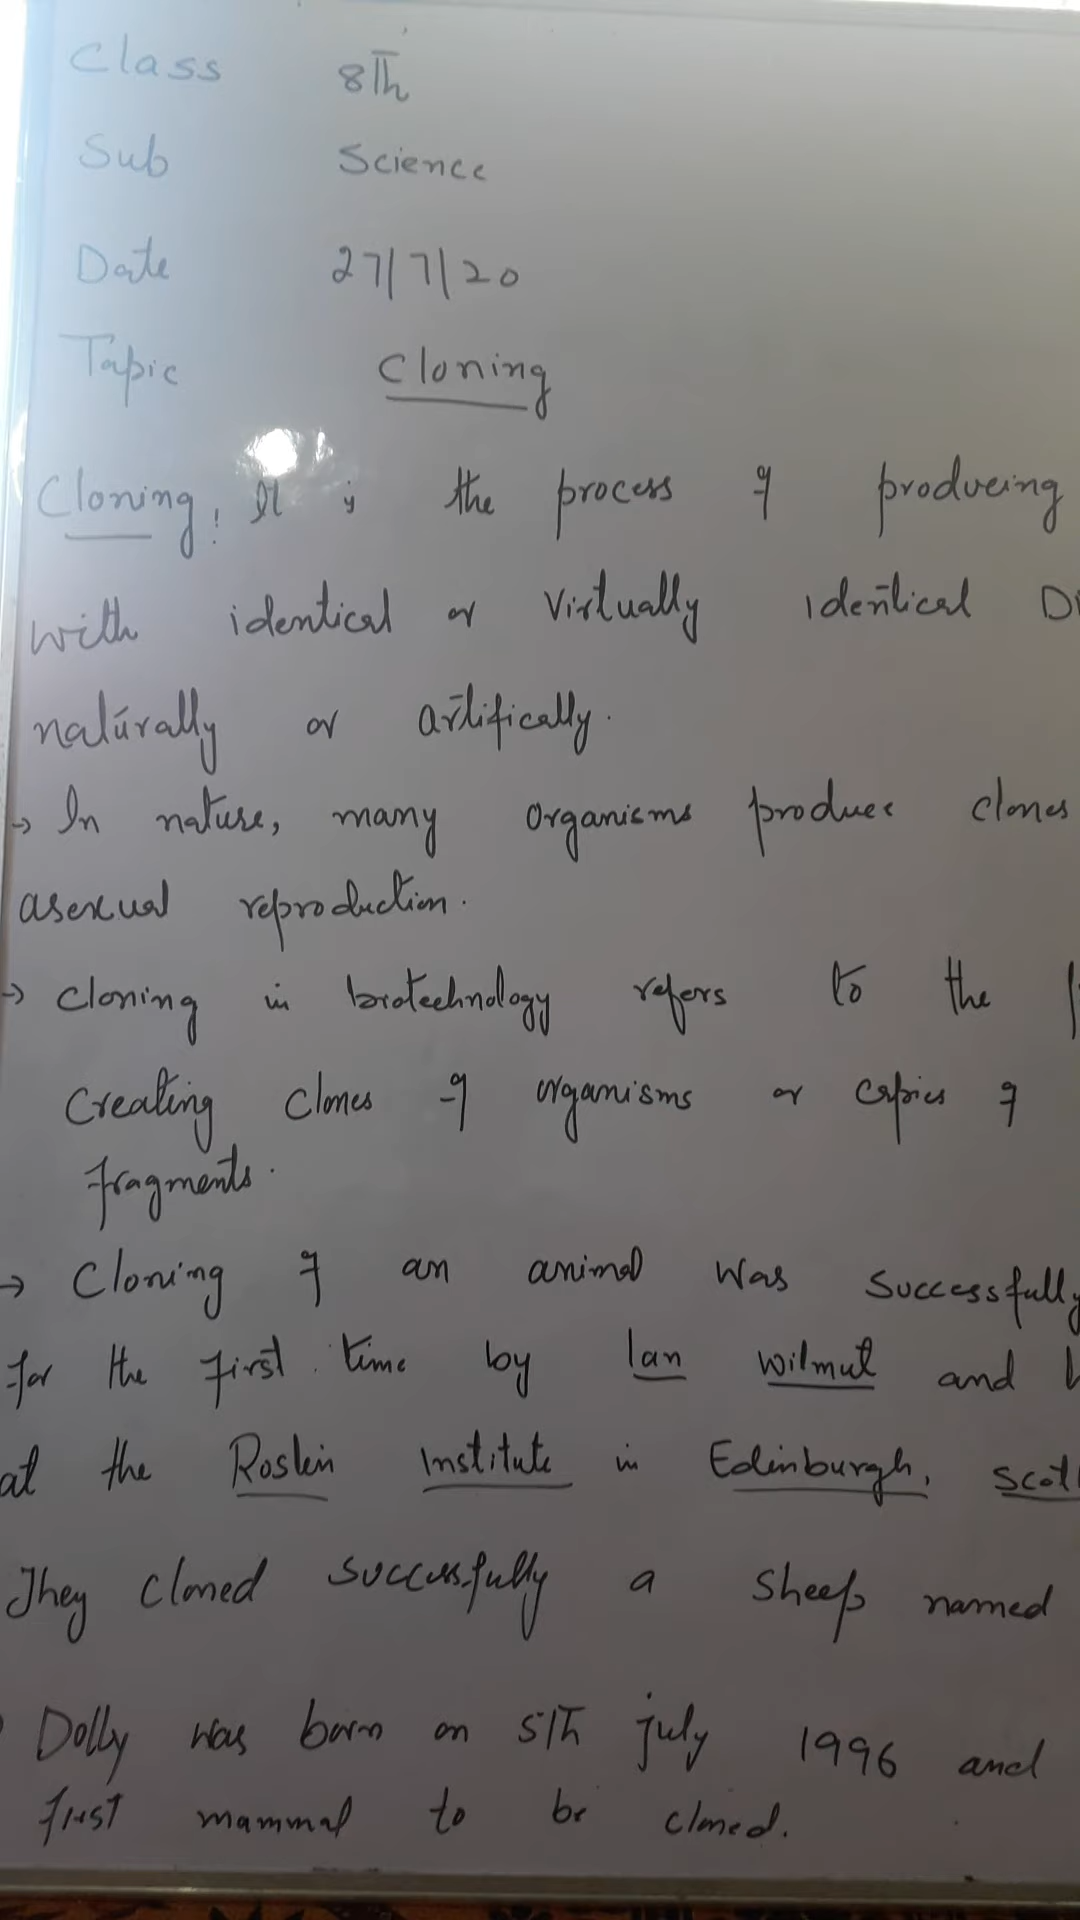 Class 8Th
Sub Science
Date 27/7/20
Tapic Cloning
Cloning: It is the process of producing
with identical or virtually identical
naturally or artifically.
→ In nature, many organisms produce clones
asexual reproduction.
→ Cloning in biotechnology refers to the
Creating clones of organisms or copies of
fragments.
→ Cloning of an animal was successfully
for the first time by Ian wilmut and
at the Roslin Institute in Edinburgh,
They cloned successfully a sheep named
Dolly was born on 5Th july 1996 and
first mammal to be cloned.